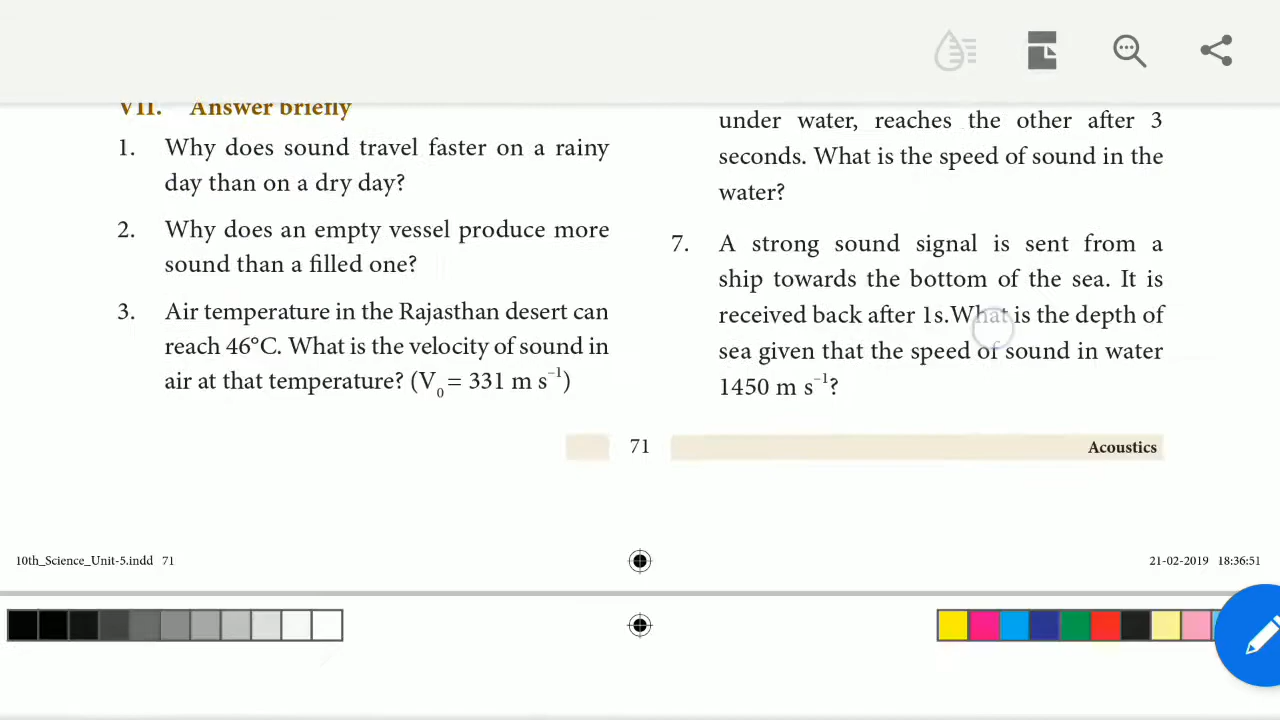 VII. Answer briefly
1. Why does sound travel faster on a rainy
day than on a dry day?
2. Why does an empty vessel produce more
sound than a filled one?
3. Air temperature in the Rajasthan desert can
reach 46°C. What is the velocity of sound in
air at that temperature? (V₀ = 331 m s⁻¹)
under water, reaches the other after 3
seconds. What is the speed of sound in the
water?
7. A strong sound signal is sent from a
ship towards the bottom of the sea. It is
received back after 1s.What is the depth of
sea given that the speed of sound in water
1450 m s⁻¹?
71
Acoustics
10th_Science_Unit-5.indd 71
21-02-2019 18:36:51